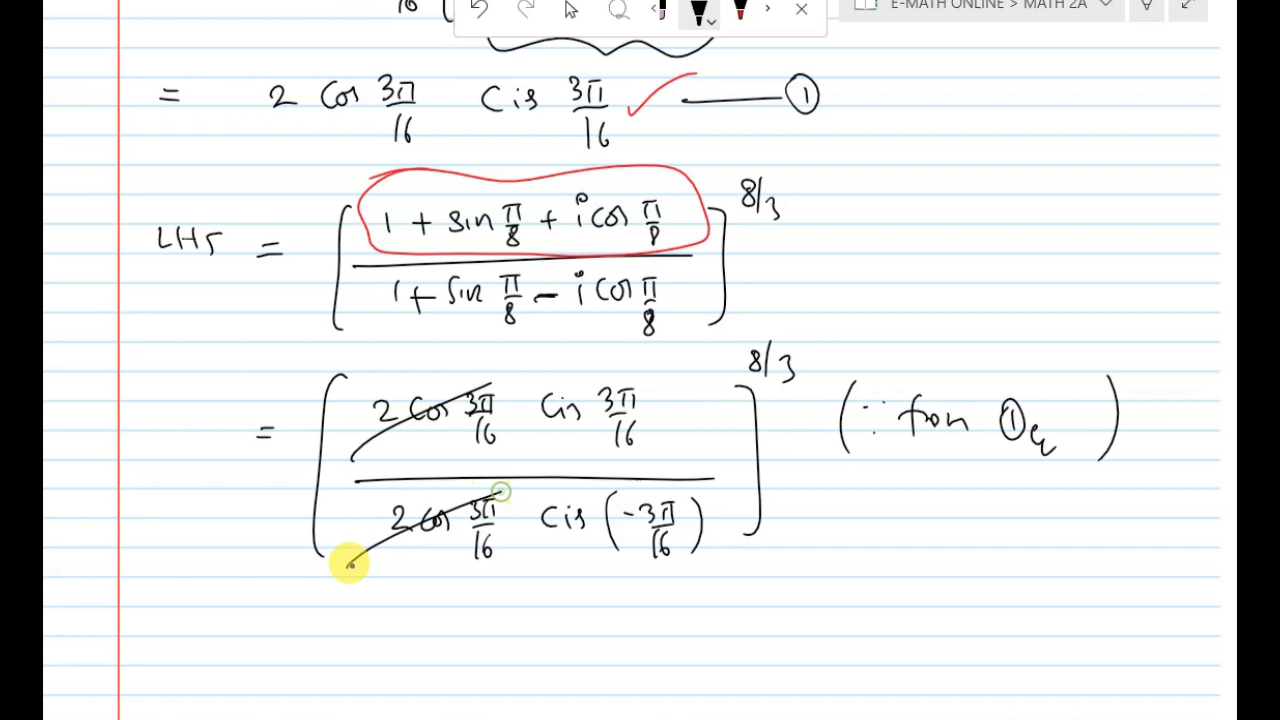 E-MATH ONLINE > MATH 2A
16
= 2 Cos 3π/16 Cis 3π/16 ——— ①
LHS = [ (1 + sin π/8 + i cos π/8) / (1 + sin π/8 - i cos π/8) ]^8/3
= [ (2 cos 3π/16 Cis 3π/16) / (2 cos 3π/16 Cis (-3π/16)) ]^8/3 (∵ from ①)